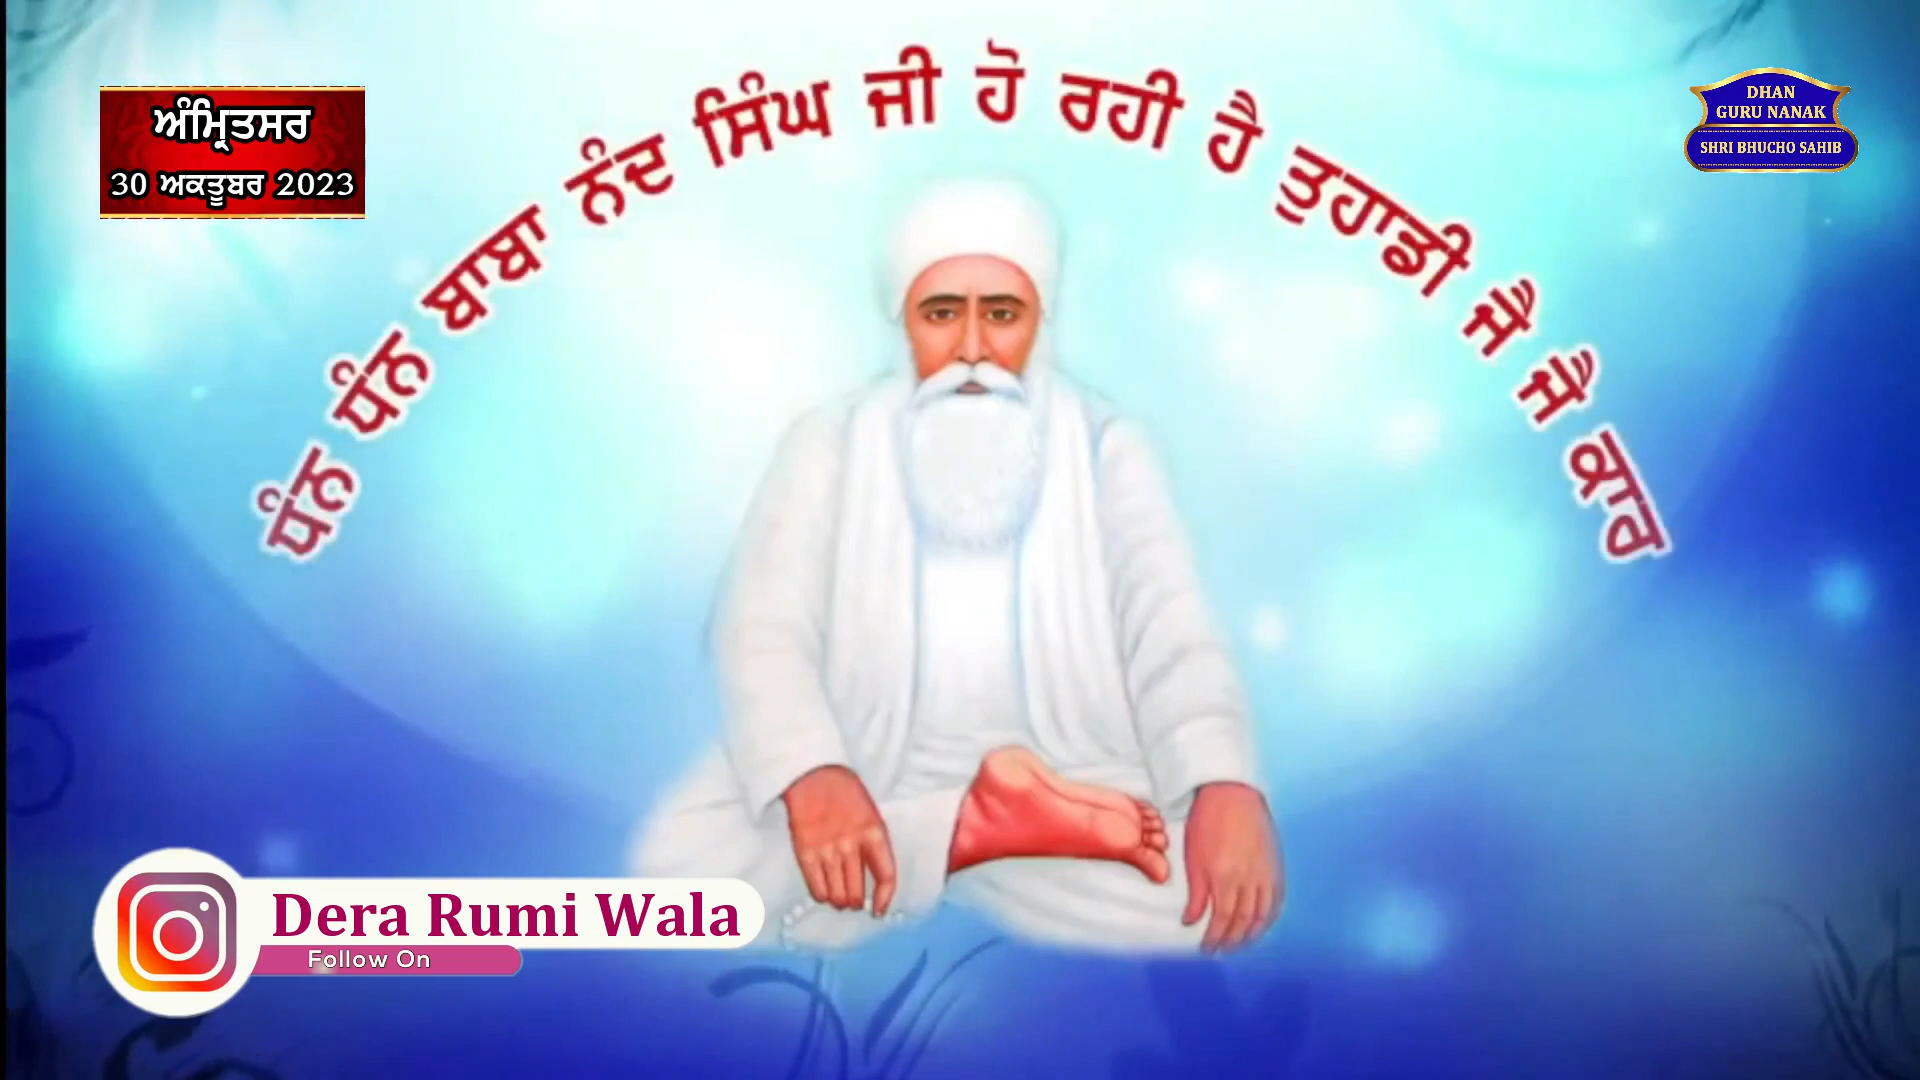 ਧੰਨ ਧੰਨ ਬਾਬਾ ਨੰਦ ਸਿੰਘ ਜੀ ਹੋ ਰਹੀ ਹੈ ਤੁਹਾਡੀ ਜੈ ਜੈ ਕਾਰ
ਅੰਮ੍ਰਿਤਸਰ
30 ਅਕਤੂਬਰ 2023
DHAN
GURU NANAK
SHRI BHUCHO SAHIB
Dera Rumi Wala
Follow On